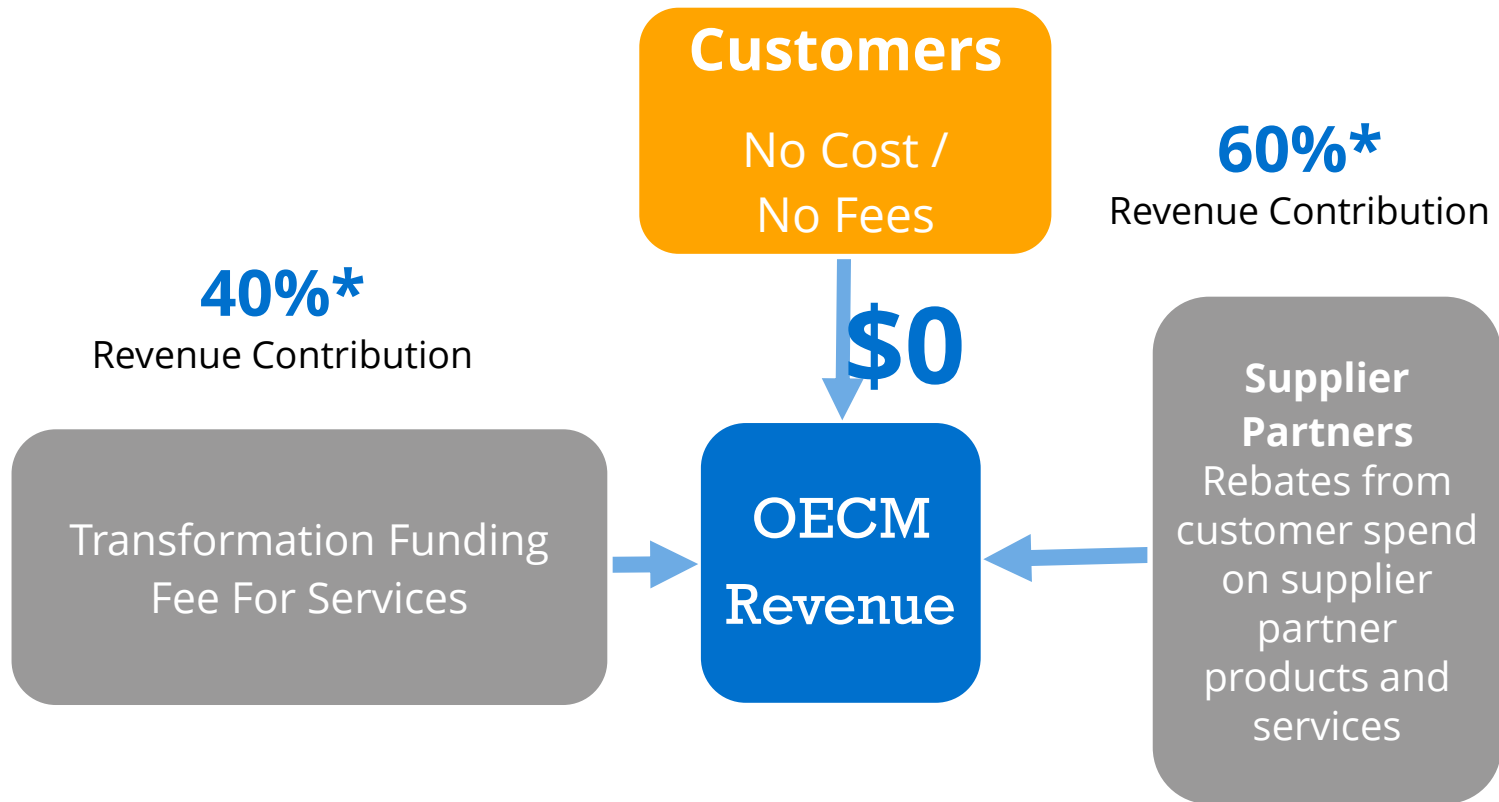 Customers
No Cost /
No Fees
60%*
Revenue Contribution
40%*
Revenue Contribution
$0
Supplier
Partners
Rebates from
customer spend
on supplier
partner
products and
services
Transformation Funding
Fee For Services
OECM
Revenue